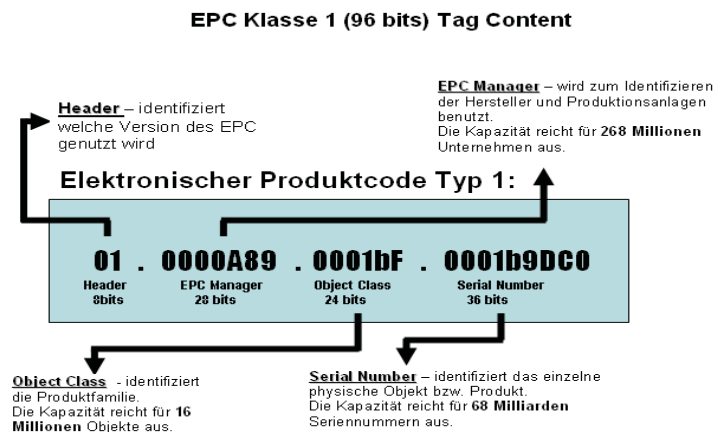 EPC Klasse 1 (96 bits) Tag Content
Header – identifiziert
welche Version des EPC
genutzt wird
EPC Manager – wird zum Identifizieren
der Hersteller und Produktionsanlagen
benutzt.
Die Kapazität reicht für 268 Millionen
Unternehmen aus.
Elektronischer Produktcode Typ 1:
01 . 0000A89 . 0001bF . 0001b9DC0
Header EPC Manager Object Class Serial Number
8bits 28 bits 24 bits 36 bits
Object Class - identifiziert
die Produktfamilie.
Die Kapazität reicht für 16
Millionen Objekte aus.
Serial Number – identifiziert das einzelne
physische Objekt bzw. Produkt.
Die Kapazität reicht für 68 Milliarden
Seriennummern aus.